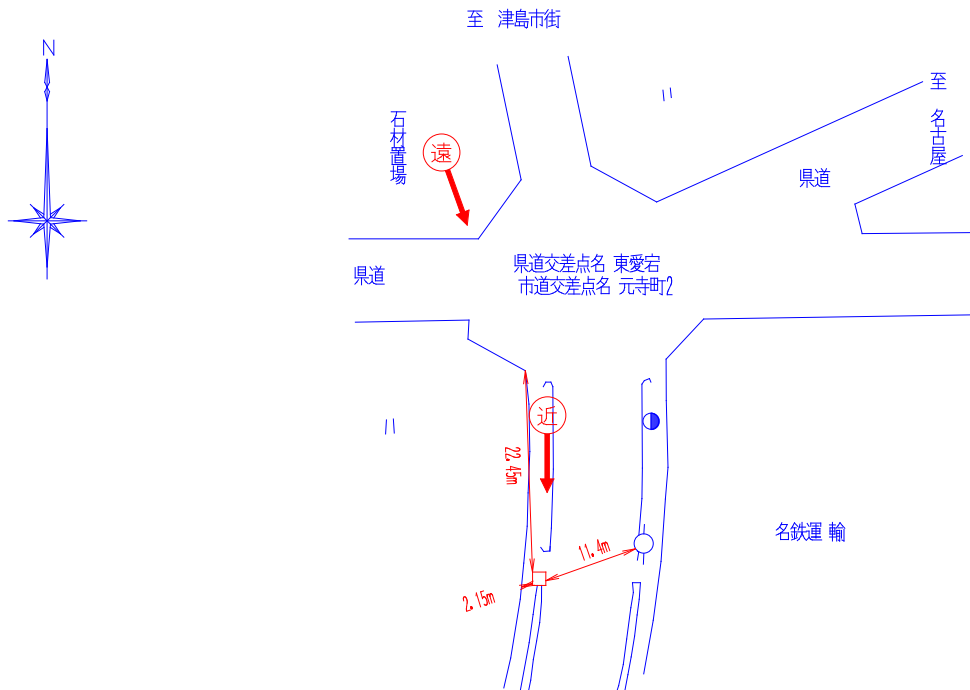 至 津島市街
N
至 名古屋
石材置場
遠
県道
県道交差点名 東愛宕
市道交差点名 元寺町2
県道
近
22.45m
11.4m
2.15m
名鉄運輸